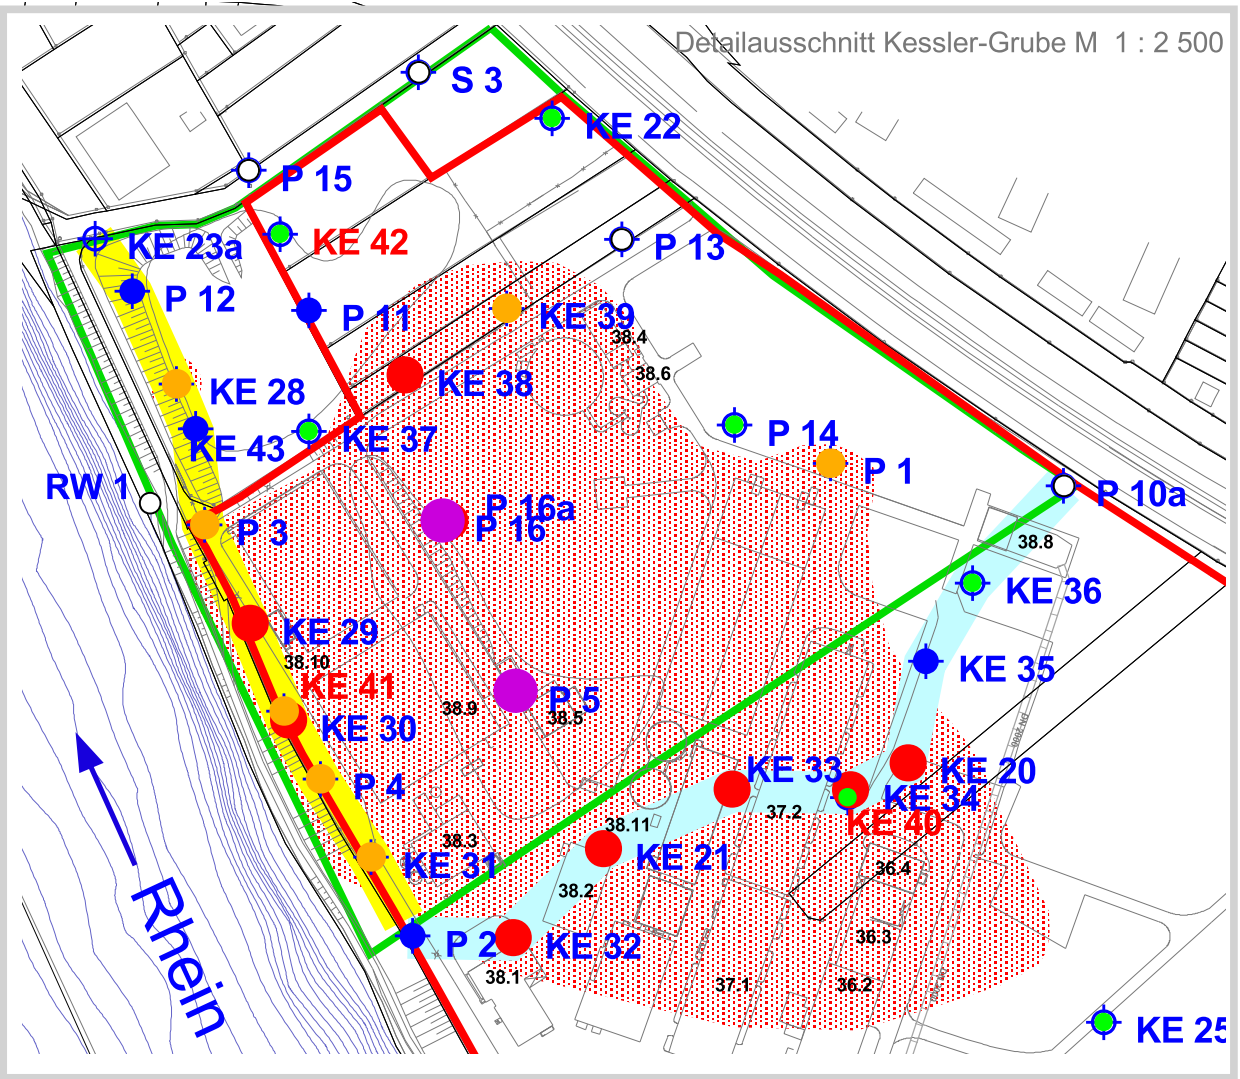 Detailausschnitt Kessler-Grube M 1 : 2 500
S 3
KE 22
P 15
KE 42
KE 23a
P 13
P 12
P 11
KE 39
38.4
38.6
KE 38
KE 28
KE 43
KE 37
P 14
P 1
RW 1
P 10a
P 16a
P 16
P 3
38.8
KE 36
KE 29
38.10
KE 35
KE 41
P 5
38.9
38.5
KE 30
DN 2000
KE 33
KE 20
P 4
KE 34
37.2
38.11
KE 40
38.3
KE 21
KE 31
36.4
38.2
Rhein
P 2
KE 32
36.3
38.1
37.1
36.2
KE 25